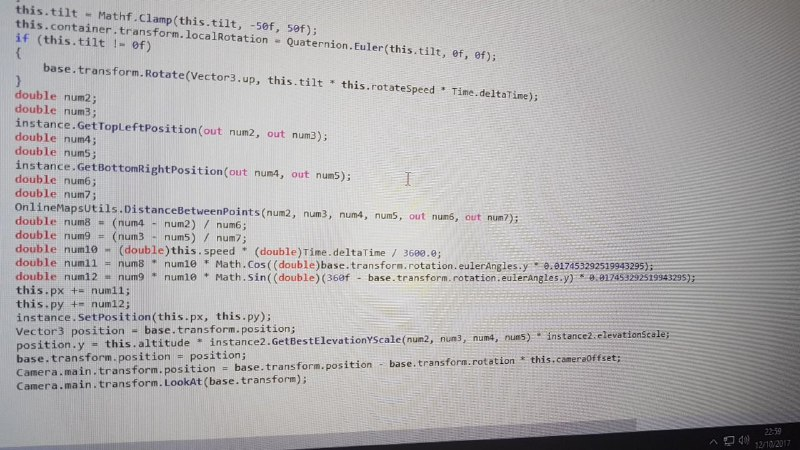 this.tilt = Mathf.Clamp(this.tilt, -50f, 50f);
this.container.transform.localRotation = Quaternion.Euler(this.tilt, 0f, 0f);
if (this.tilt != 0f)
{
base.transform.Rotate(Vector3.up, this.tilt * this.rotateSpeed * Time.deltaTime);
}
double num2;
double num3;
instance.GetTopLeftPosition(out num2, out num3);
double num4;
double num5;
instance.GetBottomRightPosition(out num4, out num5);
double num6;
double num7;
OnlineMapsUtils.DistanceBetweenPoints(num2, num3, num4, num5, out num6, out num7);
double num8 = (num4 - num2) / num6;
double num9 = (num3 - num5) / num7;
double num10 = (double)this.speed * (double)Time.deltaTime / 3600.0;
double num11 = num8 * num10 * Math.Cos((double)base.transform.rotation.eulerAngles.y * 0.017453292519943295);
double num12 = num9 * num10 * Math.Sin((double)(360f - base.transform.rotation.eulerAngles.y) * 0.017453292519943295);
this.px += num11;
this.py += num12;
instance.SetPosition(this.px, this.py);
Vector3 position = base.transform.position;
position.y = this.altitude * instance2.GetBestElevationYScale(num2, num3, num4, num5) * instance2.elevationScale;
base.transform.position = position;
Camera.main.transform.position = base.transform.position - base.transform.rotation * this.cameraOffset;
Camera.main.transform.LookAt(base.transform);
22:59
12/10/2017